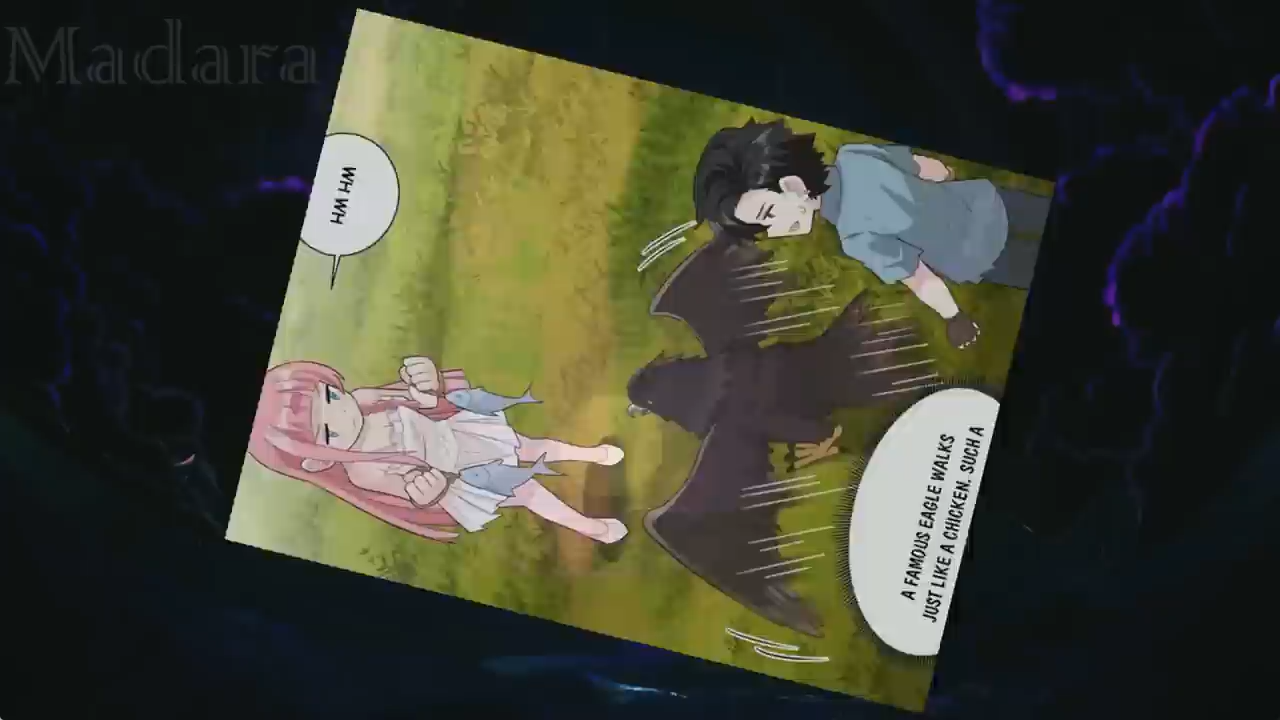 Madara
WH WH
A FAMOUS EAGLE WALKS
JUST LIKE A CHICKEN. SUCH A